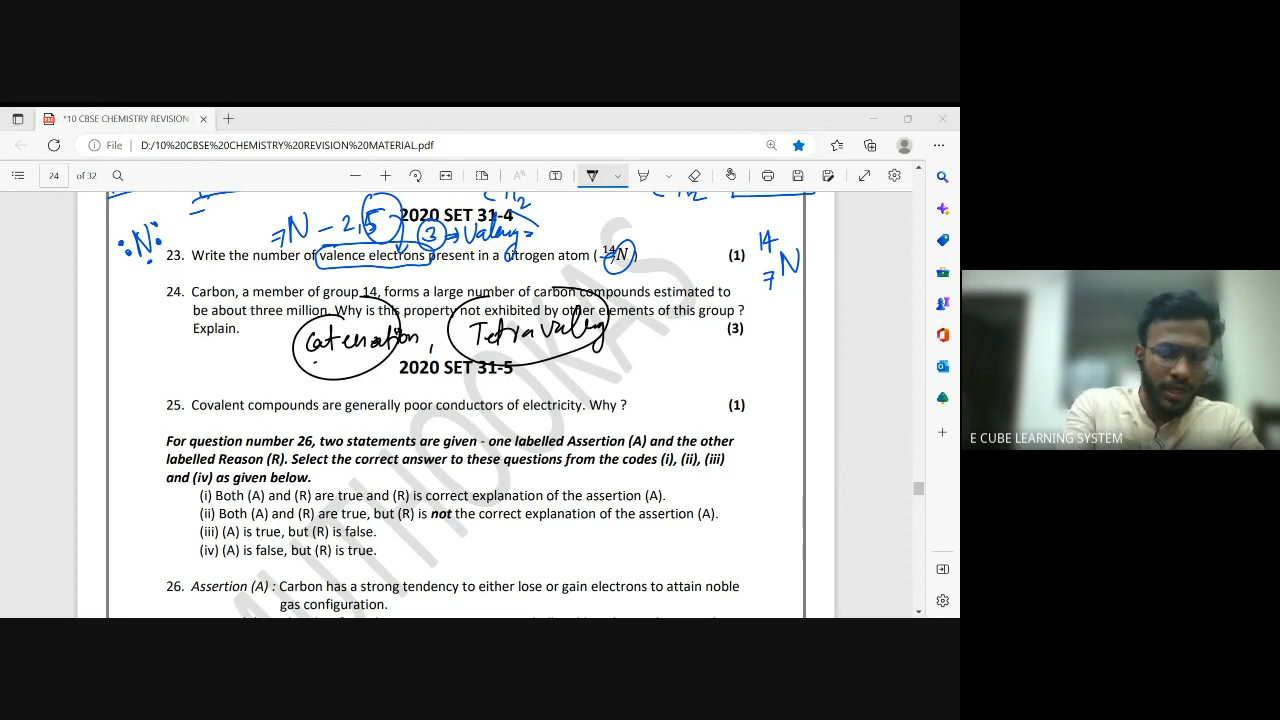 *10 CBSE CHEMISTRY REVISION
File D:/10%20CBSE%20CHEMISTRY%20REVISION%20MATERIAL.pdf
24 of 32
2020 SET 31-4
7N - 2,5
3 ⇒ Valency
N
23. Write the number of valence electrons present in a nitrogen atom ( 14 7 N ) (1)
14 7 N
24. Carbon, a member of group 14, forms a large number of carbon compounds estimated to
be about three million. Why is this property not exhibited by other elements of this group ?
Explain. (3)
Catenation, Tetravalency
2020 SET 31-5
25. Covalent compounds are generally poor conductors of electricity. Why ? (1)
E CUBE LEARNING SYSTEM
For question number 26, two statements are given - one labelled Assertion (A) and the other
labelled Reason (R). Select the correct answer to these questions from the codes (i), (ii), (iii)
and (iv) as given below.
(i) Both (A) and (R) are true and (R) is correct explanation of the assertion (A).
(ii) Both (A) and (R) are true, but (R) is not the correct explanation of the assertion (A).
(iii) (A) is true, but (R) is false.
(iv) (A) is false, but (R) is true.
26. Assertion (A) : Carbon has a strong tendency to either lose or gain electrons to attain noble
gas configuration.